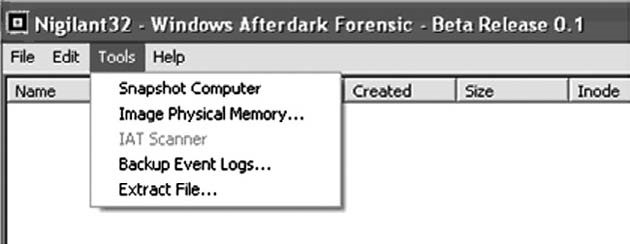 Nigilant32 - Windows Afterdark Forensic - Beta Release 0.1
File Edit Tools Help
Name Created Size Inode
Snapshot Computer
Image Physical Memory...
IAT Scanner
Backup Event Logs...
Extract File...